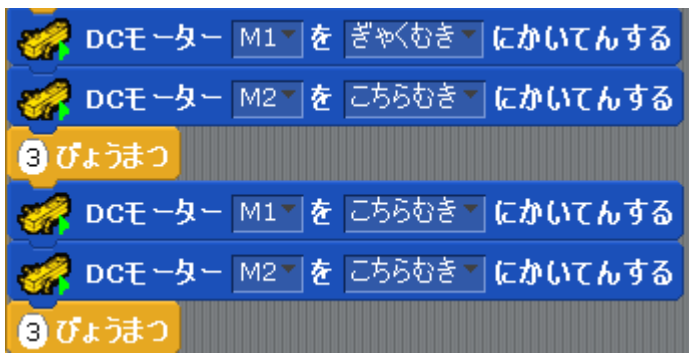 DCモーター M1 を ぎゃくむき にかいてんする
DCモーター M2 を こちらむき にかいてんする
3 びょうまつ
DCモーター M1 を こちらむき にかいてんする
DCモーター M2 を こちらむき にかいてんする
3 びょうまつ